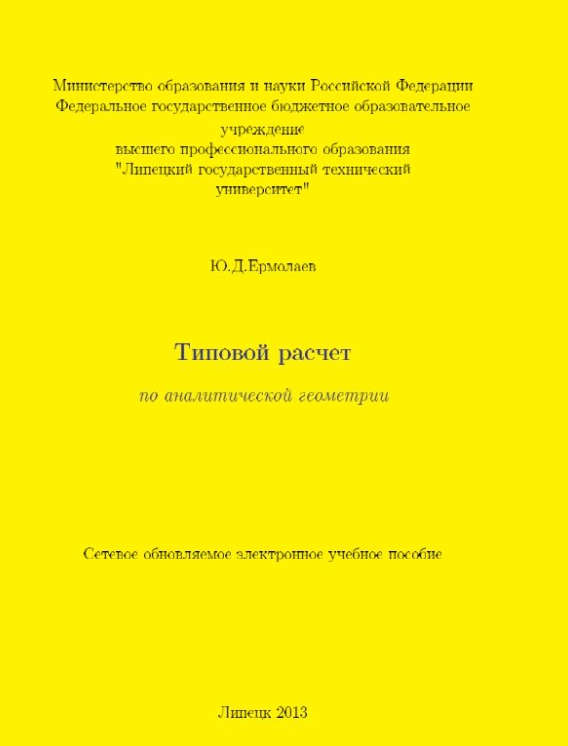 Министерство образования и науки Российской Федерации
Федеральное государственное бюджетное образовательное
учреждение
высшего профессионального образования
"Липецкий государственный технический
университет"
Ю.Д.Ермолаев
Типовой расчет
по аналитической геометрии
Сетевое обновляемое электронное учебное пособие
Липецк 2013